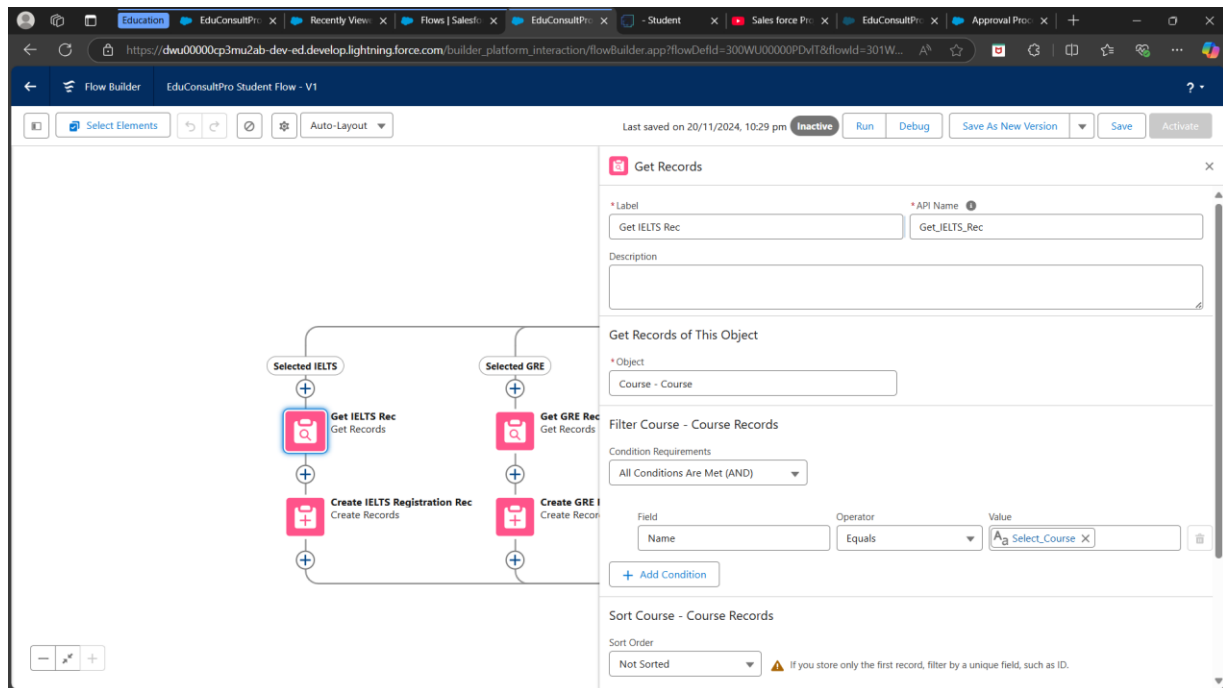 Education
EduConsultPro
Recently View
Flows | Salesfo
EduConsultPro
- Student
Sales force Pro
EduConsultPro
Approval Proc
https://dwu00000cp3mu2ab-dev-ed.develop.lightning.force.com/builder_platform_interaction/flowBuilder.app?flowDefId=300WU00000PDvlT&flowId=301W...
Flow Builder
EduConsultPro Student Flow - V1
?
Select Elements
Auto-Layout
Last saved on 20/11/2024, 10:29 pm
Inactive
Run
Debug
Save As New Version
Save
Activate
Get Records
*Label
*API Name
Get IELTS Rec
Get_IELTS_Rec
Description
Get Records of This Object
*Object
Course - Course
Filter Course - Course Records
Condition Requirements
All Conditions Are Met (AND)
Field
Operator
Value
Name
Equals
Aa Select_Course
Add Condition
Sort Course - Course Records
Sort Order
Not Sorted
If you store only the first record, filter by a unique field, such as ID.
Selected IELTS
Selected GRE
Get IELTS Rec
Get Records
Get GRE Rec
Get Records
Create IELTS Registration Rec
Create Records
Create GRE
Create Recor